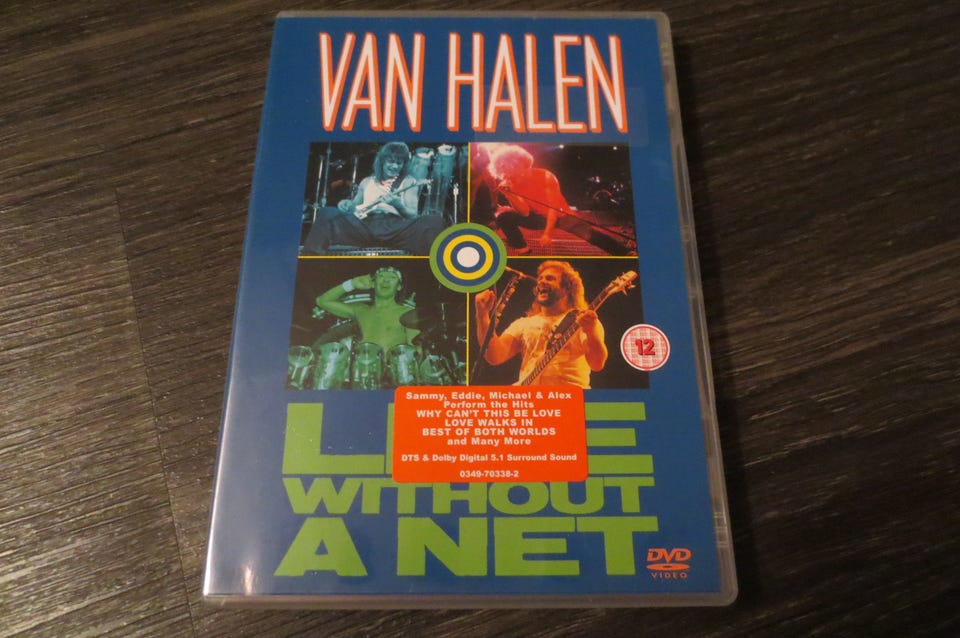 VAN HALEN
12
Sammy, Eddie, Michael & Alex
Perform the Hits
WHY CAN'T THIS BE LOVE
LOVE WALKS IN
BEST OF BOTH WORLDS
and Many More
DTS & Dolby Digital 5.1 Surround Sound
0349-70338-2
LIVE
WITHOUT
A NET
DVD
VIDEO